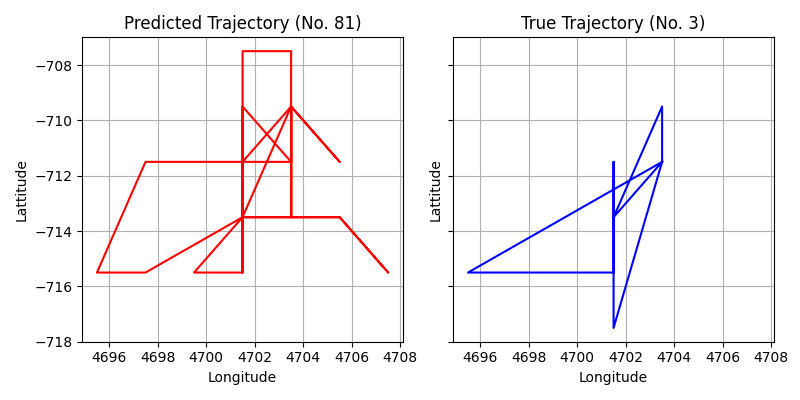 Predicted Trajectory (No. 81)
True Trajectory (No. 3)
−708
−710
−712
−714
−716
−718
Lattitude
Lattitude
4696 4698 4700 4702 4704 4706 4708
4696 4698 4700 4702 4704 4706 4708
Longitude
Longitude